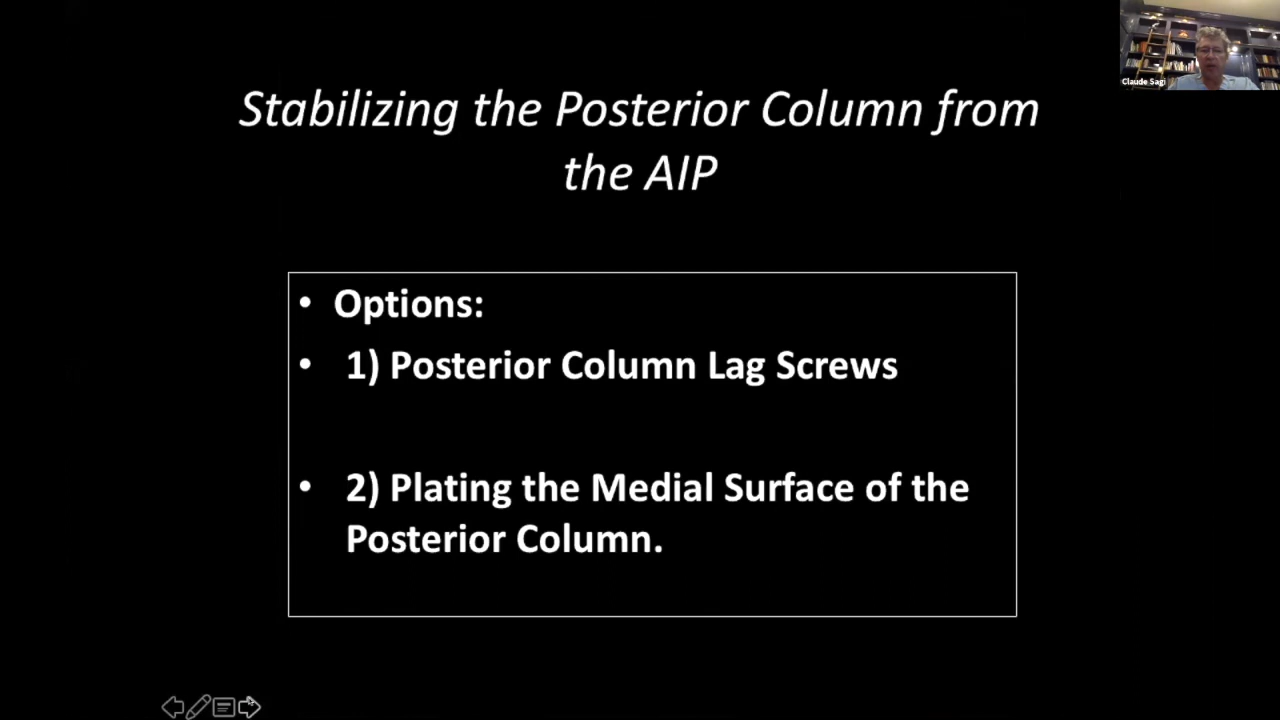 Claude Sagi
Stabilizing the Posterior Column from
the AIP
• Options:
• 1) Posterior Column Lag Screws
• 2) Plating the Medial Surface of the
Posterior Column.